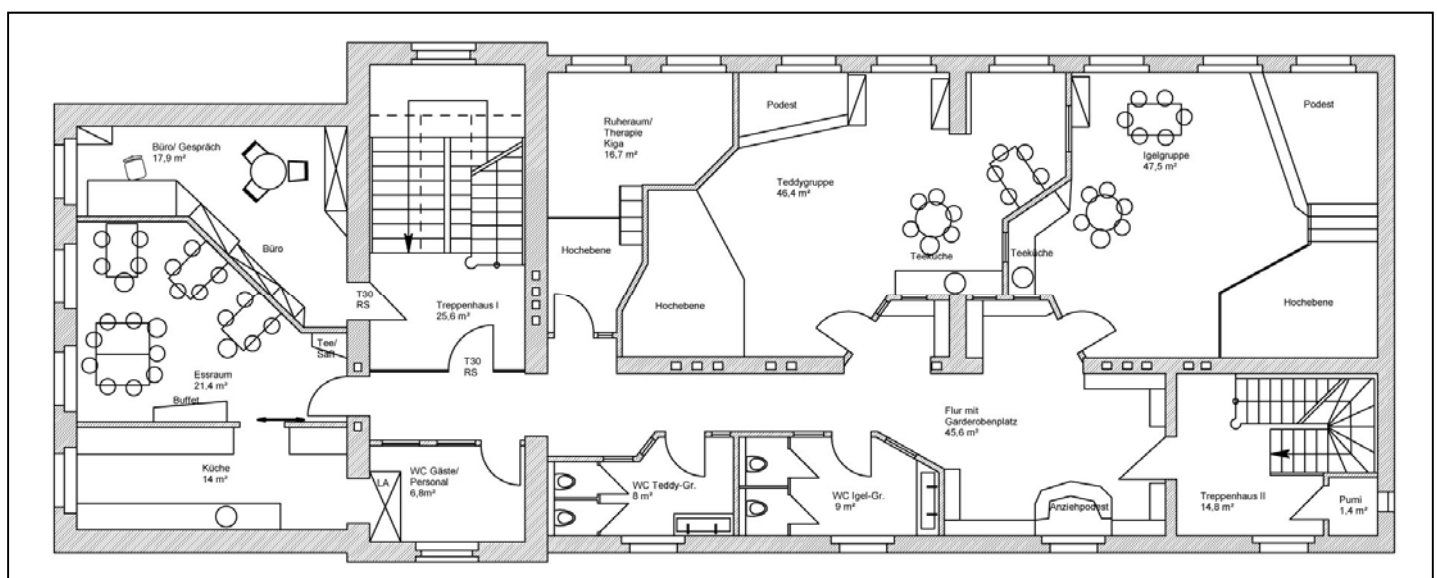 Büro/ Gespräch
17,9 m²
Büro
Ruheraum/
Therapie
Kiga
16,7 m²
Podest
Teddygruppe
46,4 m²
Igelgruppe
47,5 m²
Podest
Hochebene
Hochebene
Teeküche
Teeküche
Hochebene
T30
RS
Treppenhaus I
25,6 m²
T30
RS
Tee/
Saft
Essraum
21,4 m²
Buffet
Küche
14 m²
LA
WC Gäste/
Personal
6,8m²
WC Teddy-Gr.
8 m²
WC Igel-Gr.
9 m²
Flur mit
Garderobenplatz
45,6 m²
Anziehpodest
Treppenhaus II
14,8 m²
Pumi
1,4 m²